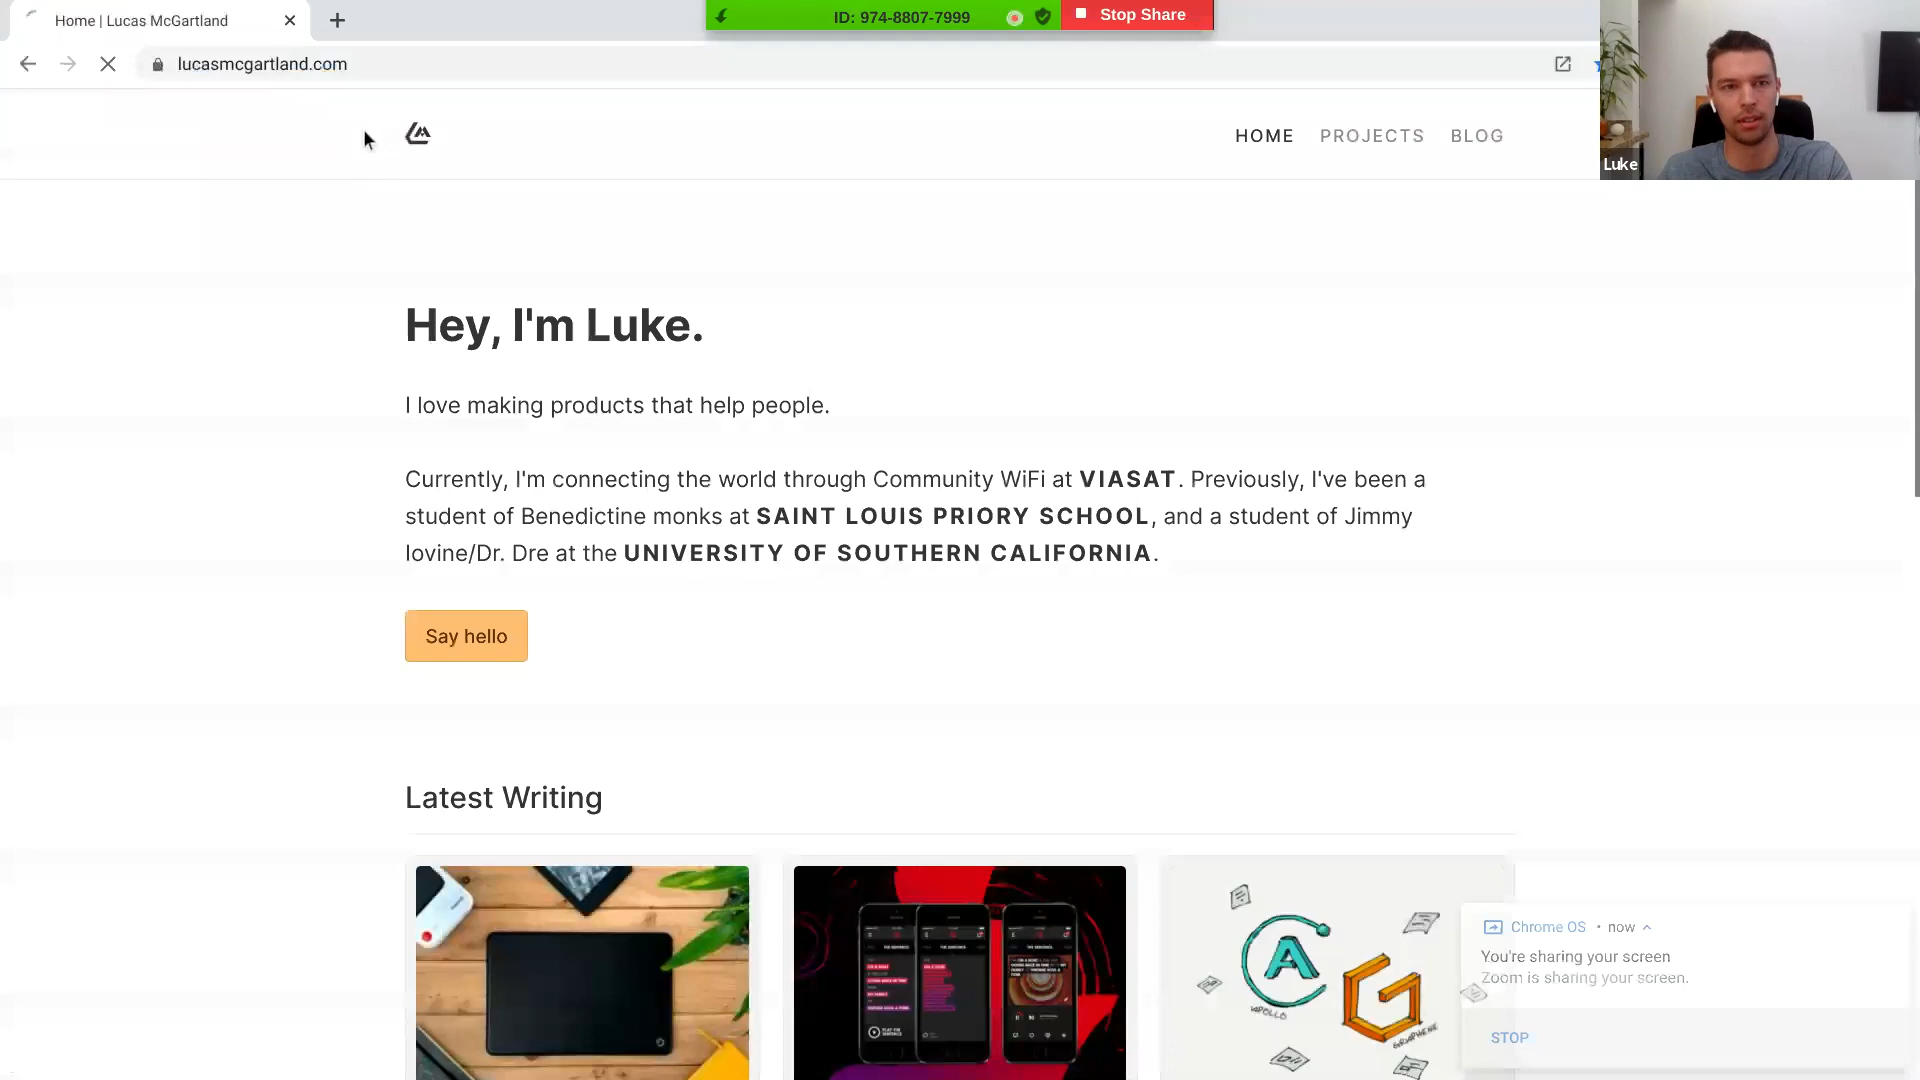 Home | Lucas McGartland
ID: 974-8807-7999
Stop Share
lucasmcgartland.com
HOME PROJECTS BLOG
Luke
Hey, I'm Luke.
I love making products that help people.
Currently, I'm connecting the world through Community WiFi at VIASAT. Previously, I've been a
student of Benedictine monks at SAINT LOUIS PRIORY SCHOOL, and a student of Jimmy
Iovine/Dr. Dre at the UNIVERSITY OF SOUTHERN CALIFORNIA.
Say hello
Latest Writing
APOLLO
GRAPHENE
Chrome OS • now
You're sharing your screen
Zoom is sharing your screen.
STOP